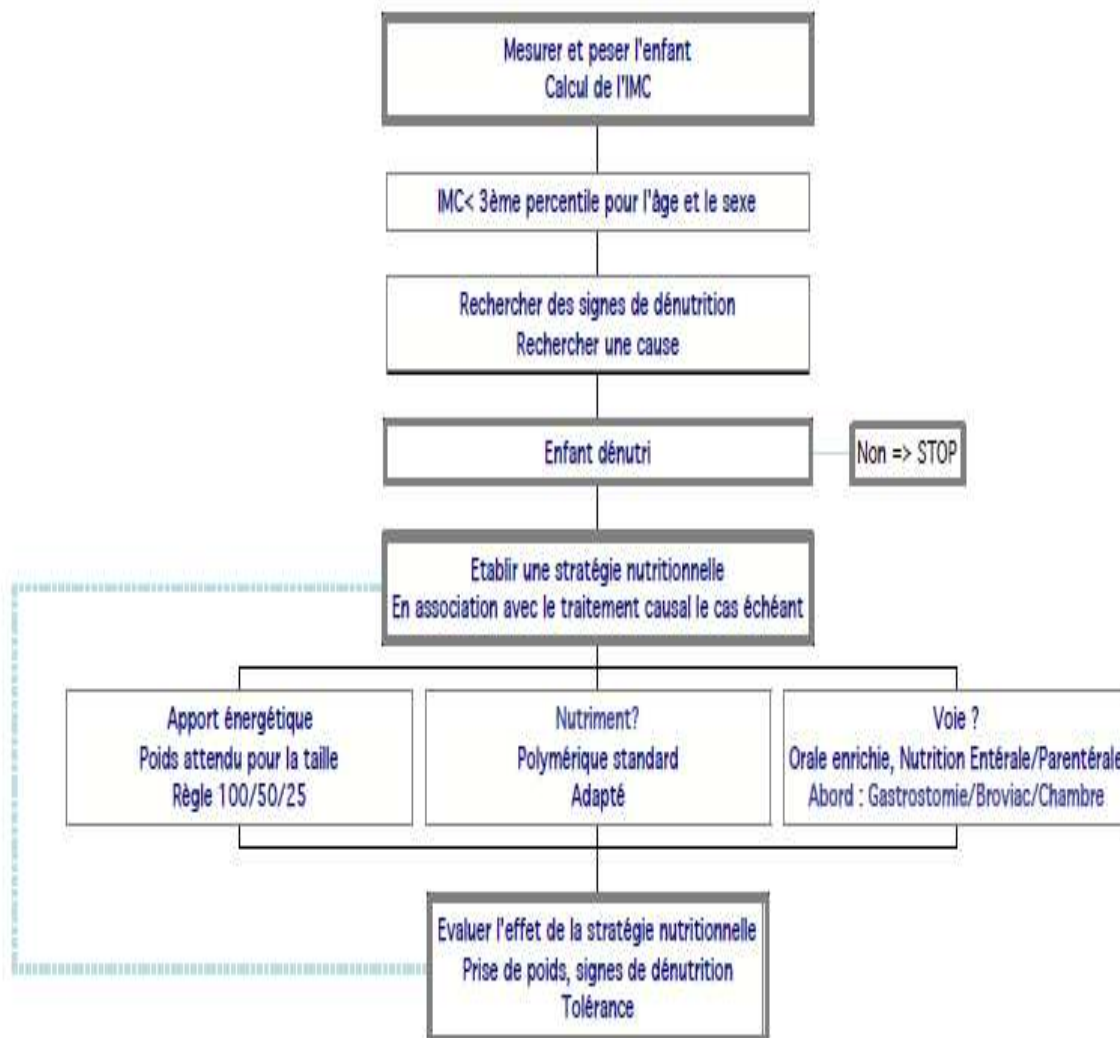 Mesurer et peser l'enfant
Calcul de l'IMC
IMC< 3ème percentile pour l'âge et le sexe
Rechercher des signes de dénutrition
Rechercher une cause
Enfant dénutri
Non => STOP
Etablir une stratégie nutritionnelle
En association avec le traitement causal le cas échéant
Apport énergétique
Poids attendu pour la taille
Règle 100/50/25
Nutriment?
Polymérique standard
Adapté
Voie ?
Orale enrichie, Nutrition Entérale/Parentérale
Abord : Gastrostomie/Broviac/Chambre
Evaluer l'effet de la stratégie nutritionnelle
Prise de poids, signes de dénutrition
Tolérance